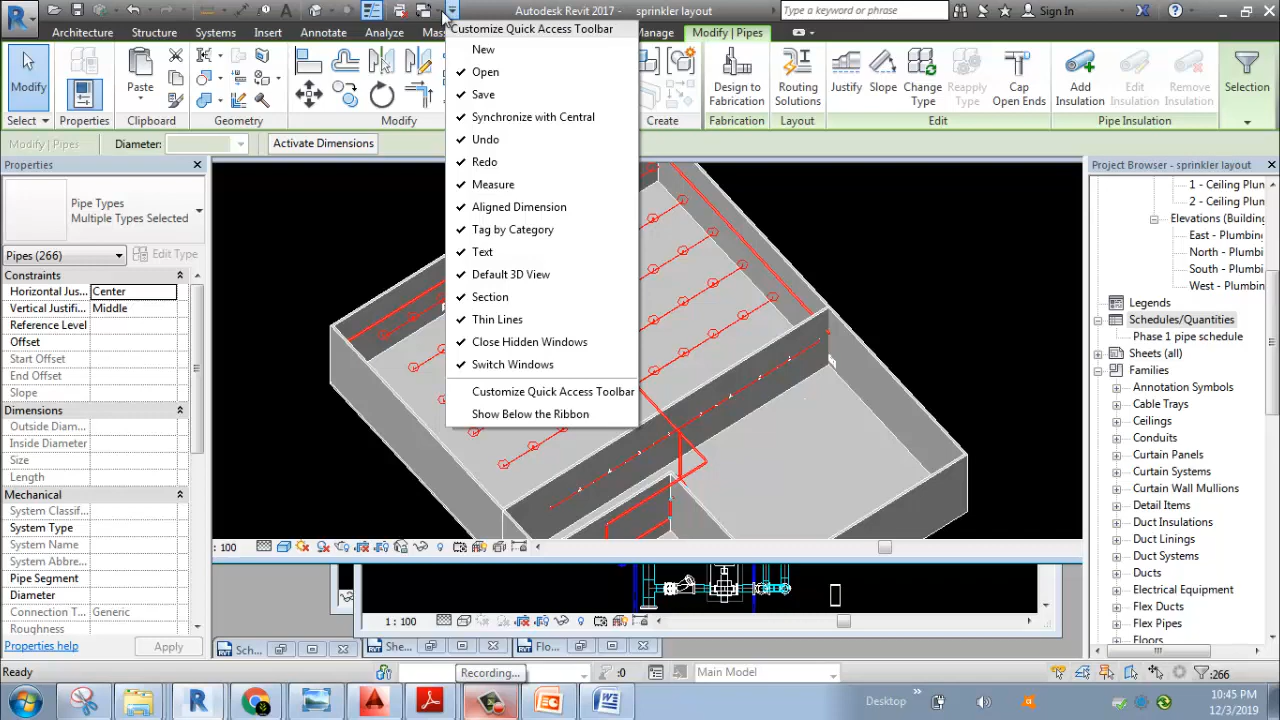 Autodesk Revit 2017 - sprinkler layout
Type a keyword or phrase
Sign In
Architecture Structure Systems Insert Annotate Analyze Manage Modify | Pipes
Modify
Select
Properties
Paste
Clipboard
Geometry
Modify
Create
Design to
Fabrication
Fabrication
Routing
Solutions
Layout
Justify
Slope
Change
Type
Reapply
Type
Cap
Open Ends
Edit
Add
Insulation
Edit
Insulation
Remove
Insulation
Pipe Insulation
Selection
Modify | Pipes
Diameter:
Activate Dimensions
Customize Quick Access Toolbar
New
Open
Save
Synchronize with Central
Undo
Redo
Measure
Aligned Dimension
Tag by Category
Text
Default 3D View
Section
Thin Lines
Close Hidden Windows
Switch Windows
Customize Quick Access Toolbar
Show Below the Ribbon
Properties
Pipe Types
Multiple Types Selected
Pipes (266)
Edit Type
Constraints
Horizontal Jus... Center
Vertical Justifi... Middle
Reference Level
Offset
Start Offset
End Offset
Slope
Dimensions
Outside Diam...
Inside Diameter
Size
Length
Mechanical
System Classif...
System Type
System Name
System Abbre...
Pipe Segment
Diameter
Connection T... Generic
Roughness
Properties help
Apply
: 100
1 : 100
Sch...
She...
Flo...
Project Browser - sprinkler layout
1 - Ceiling Plun
2 - Ceiling Plun
Elevations (Building
East - Plumbing
North - Plumbi
South - Plumbi
West - Plumbin
Legends
Schedules/Quantities
Phase 1 pipe schedule
Sheets (all)
Families
Annotation Symbols
Cable Trays
Ceilings
Conduits
Curtain Panels
Curtain Systems
Curtain Wall Mullions
Detail Items
Duct Insulations
Duct Linings
Duct Systems
Ducts
Electrical Equipment
Flex Ducts
Flex Pipes
Floors
Ready
Recording...
:0
Main Model
:266
Desktop
10:45 PM
12/3/2019